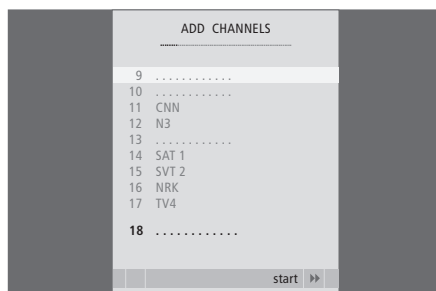 ADD CHANNELS
9 . . . . . . . . . . . .
10 . . . . . . . . . . . .
11 CNN
12 N3
13 . . . . . . . . . . . .
14 SAT 1
15 SVT 2
16 NRK
17 TV4
18 . . . . . . . . . . . .
start